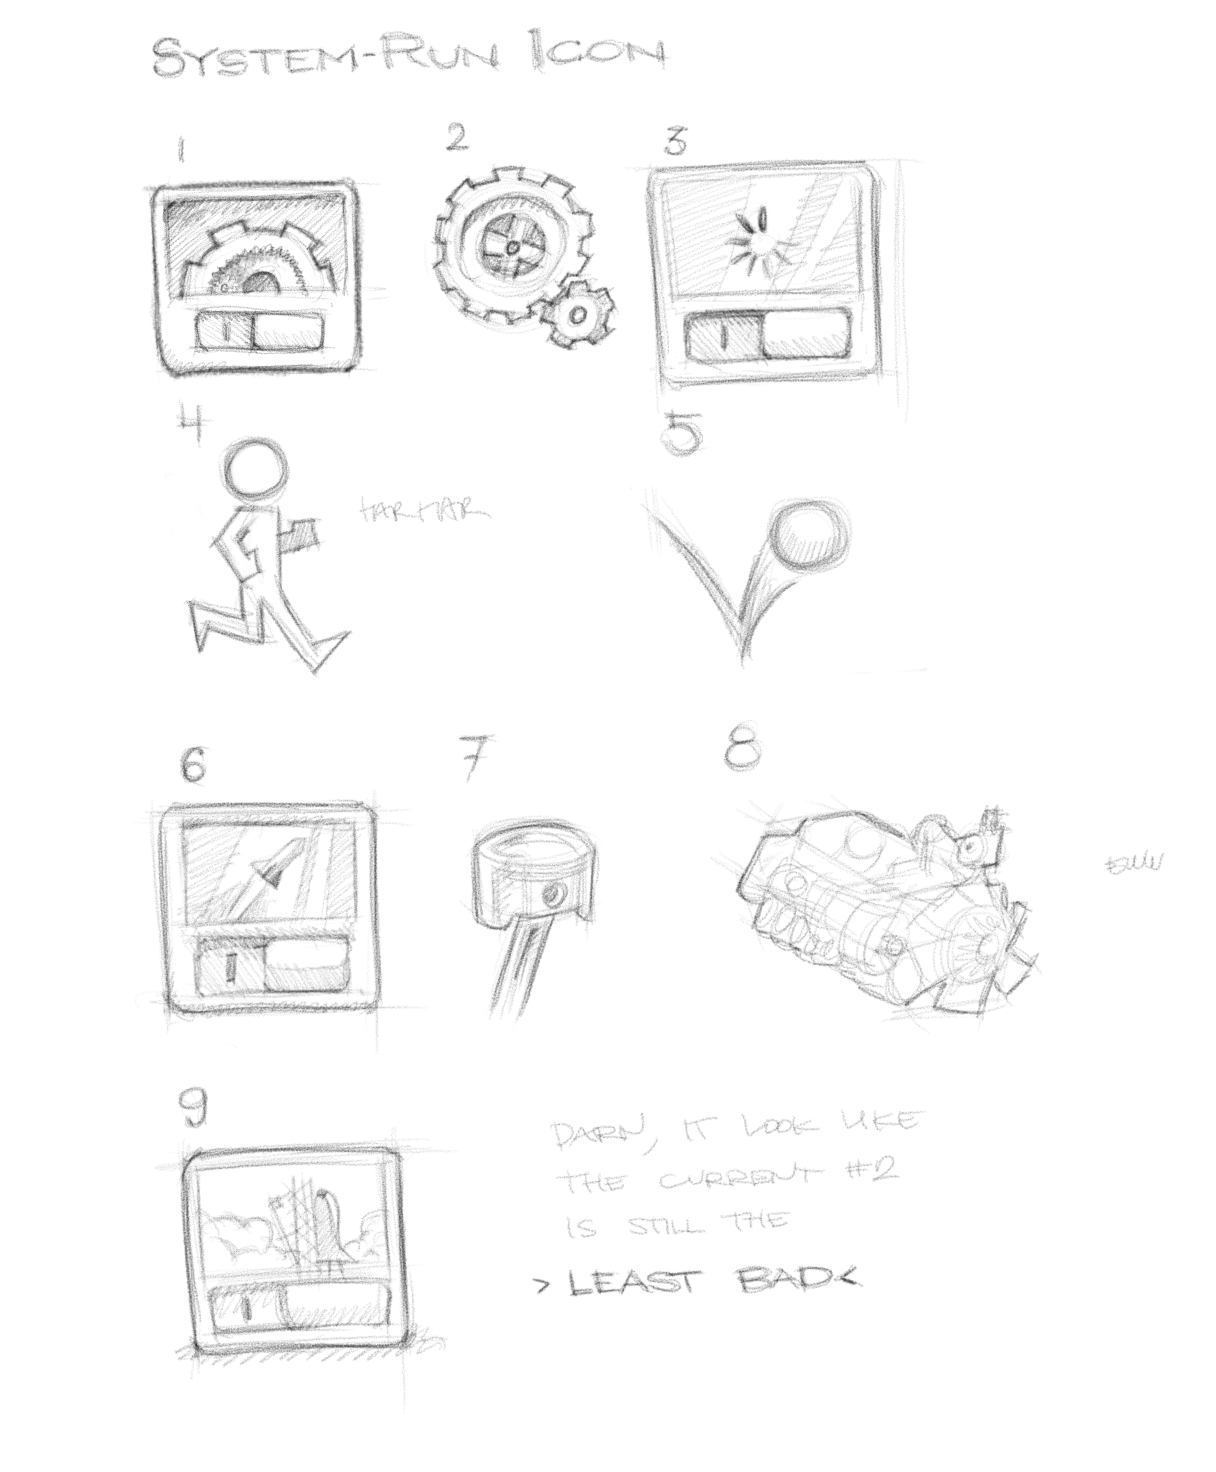 SYSTEM-RUN ICON
1
2
3
4
5
HAR HAR
6
7
8
EWW
9
DARN, IT LOOK LIKE
THE CURRENT #2
IS STILL THE
> LEAST BAD <